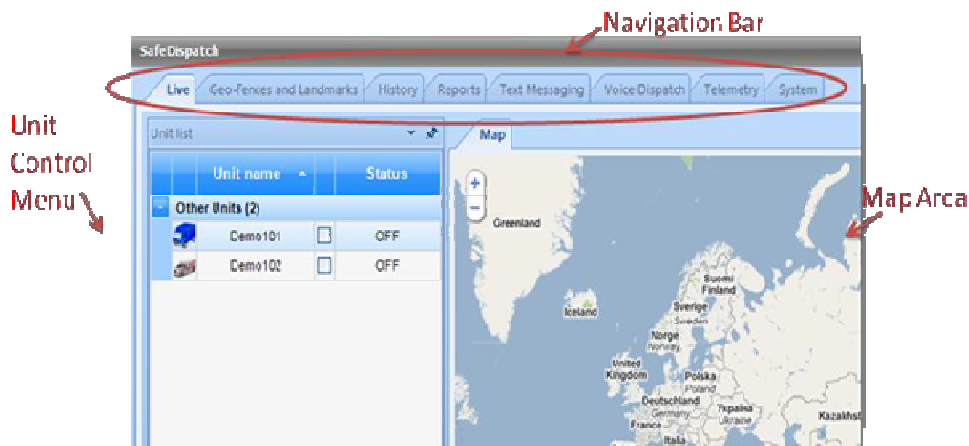 Navigation Bar
SafeDispatch
Live Geo-Fences and Landmarks History Reports Text Messaging Voice Dispatch Telemetry System
Unit
Control
Menu
Unit list
Map
Unit name Status
Other Units (2)
Demo101 OFF
Demo102 OFF
+
−
Map Area
Greenland
Suomi
Finland
Iceland
Sverige
Sweden
Norge
Norway
United
Kingdom
Polska
Poland
Deutschland
Germany
Україна
Ukraine
Kazakhst
France
Italia